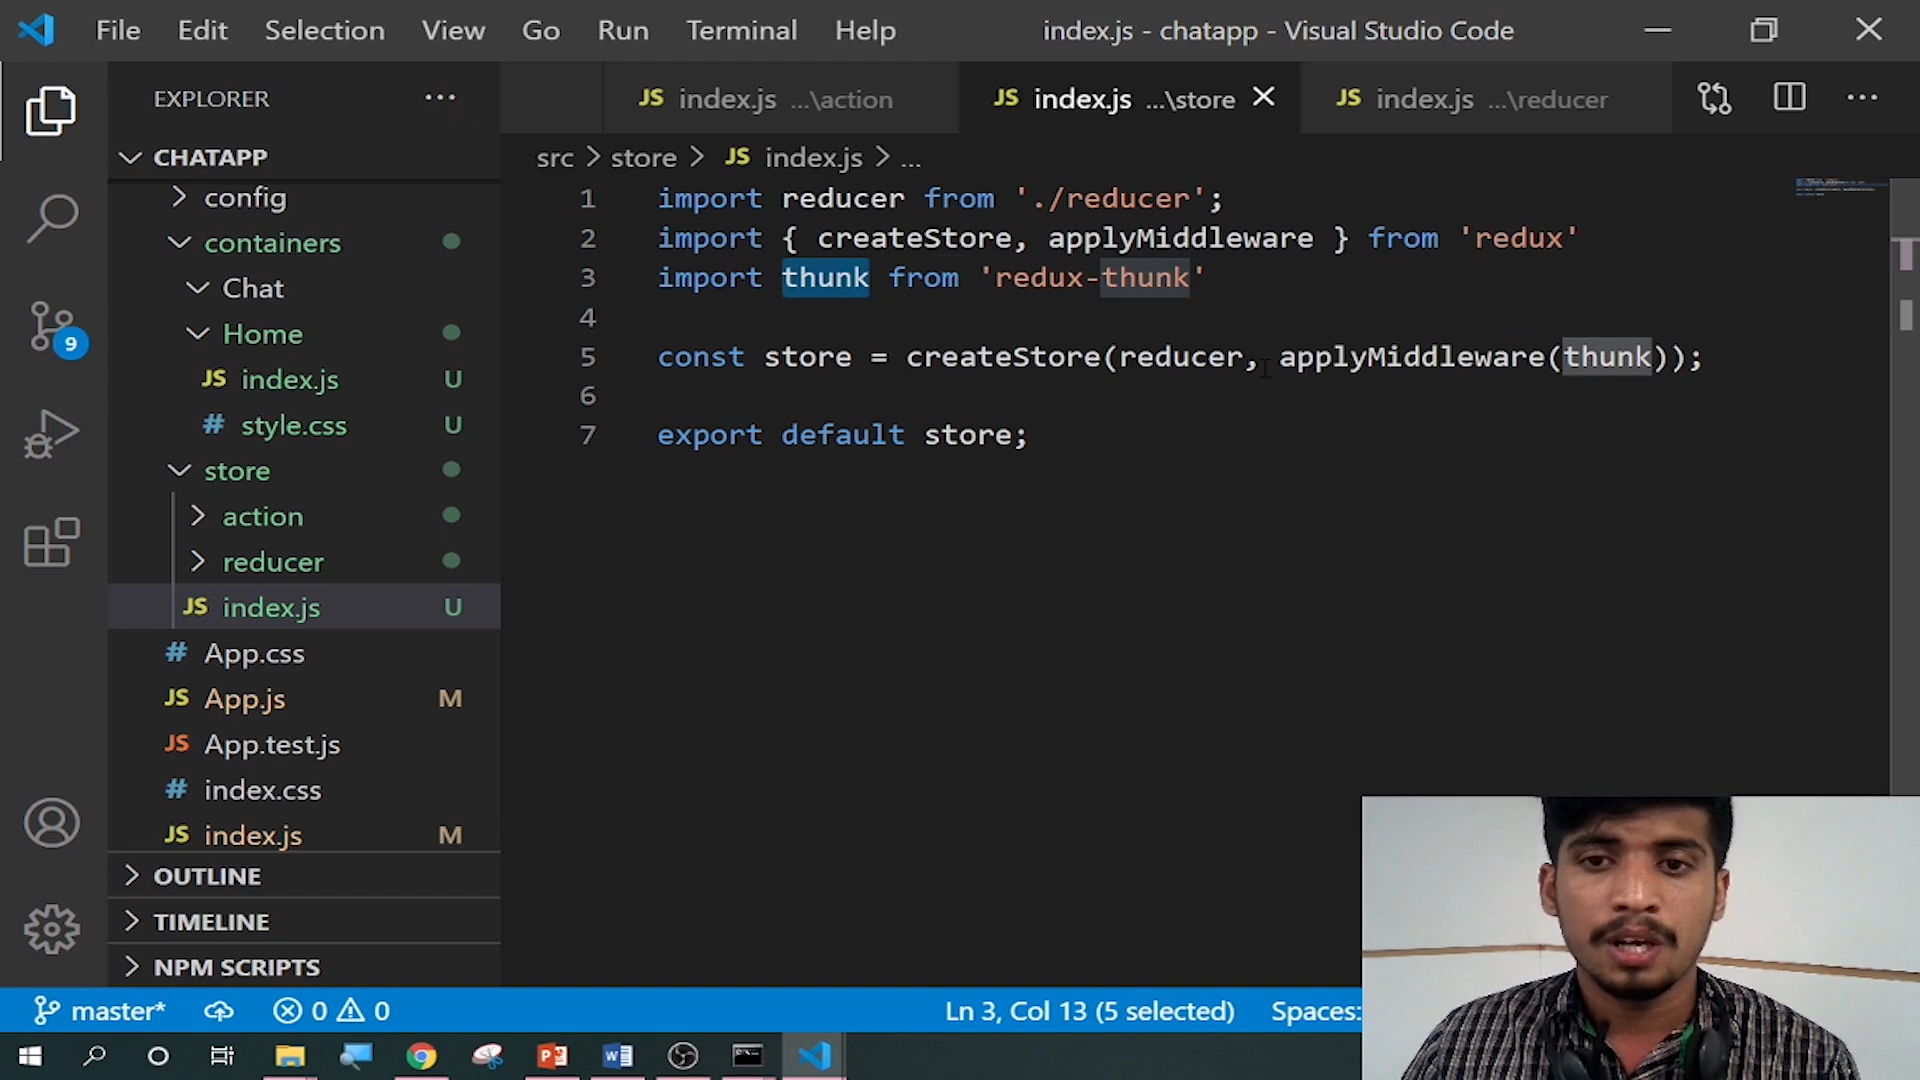 File Edit Selection View Go Run Terminal Help index.js - chatapp - Visual Studio Code
EXPLORER
JS index.js ...\action JS index.js ...\store JS index.js ...\reducer
CHATAPP
src > store > JS index.js > ...
config
containers
Chat
Home
JS index.js U
# style.css U
store
action
reducer
JS index.js U
# App.css
JS App.js M
JS App.test.js
# index.css
JS index.js M
OUTLINE
TIMELINE
NPM SCRIPTS
9
1 import reducer from './reducer';
2 import { createStore, applyMiddleware } from 'redux'
3 import thunk from 'redux-thunk'
4
5 const store = createStore(reducer, applyMiddleware(thunk));
6
7 export default store;
master* 0 0 Ln 3, Col 13 (5 selected) Spaces: